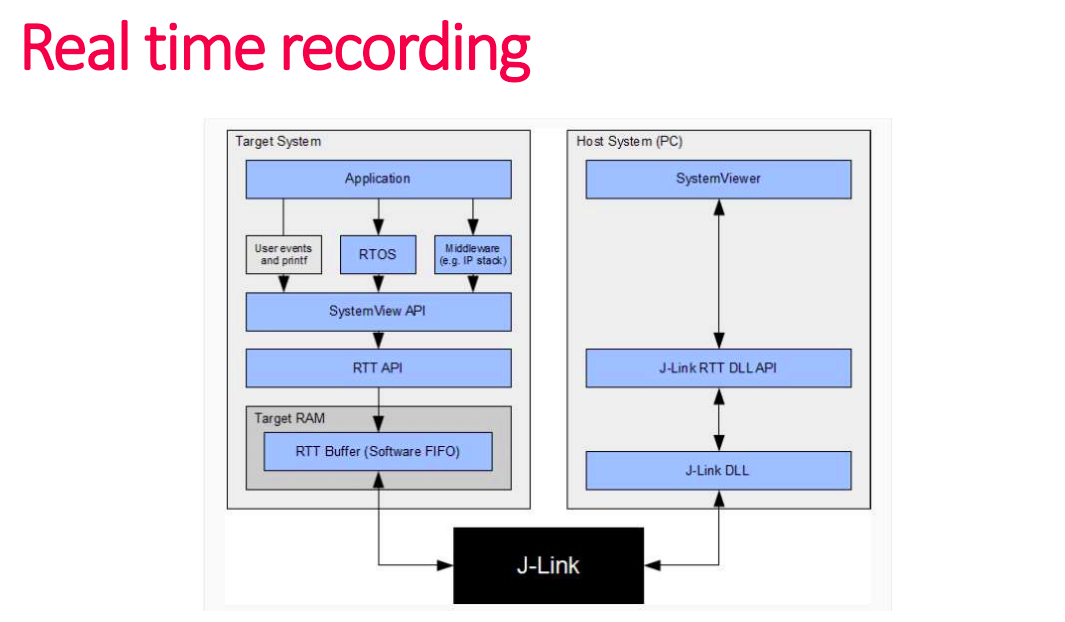 Real time recording
Target System
Application
User events
and printf
RTOS
Middleware
(e.g. IP stack)
SystemView API
RTT API
Target RAM
RTT Buffer (Software FIFO)
Host System (PC)
SystemViewer
J-Link RTT DLL API
J-Link DLL
J-Link